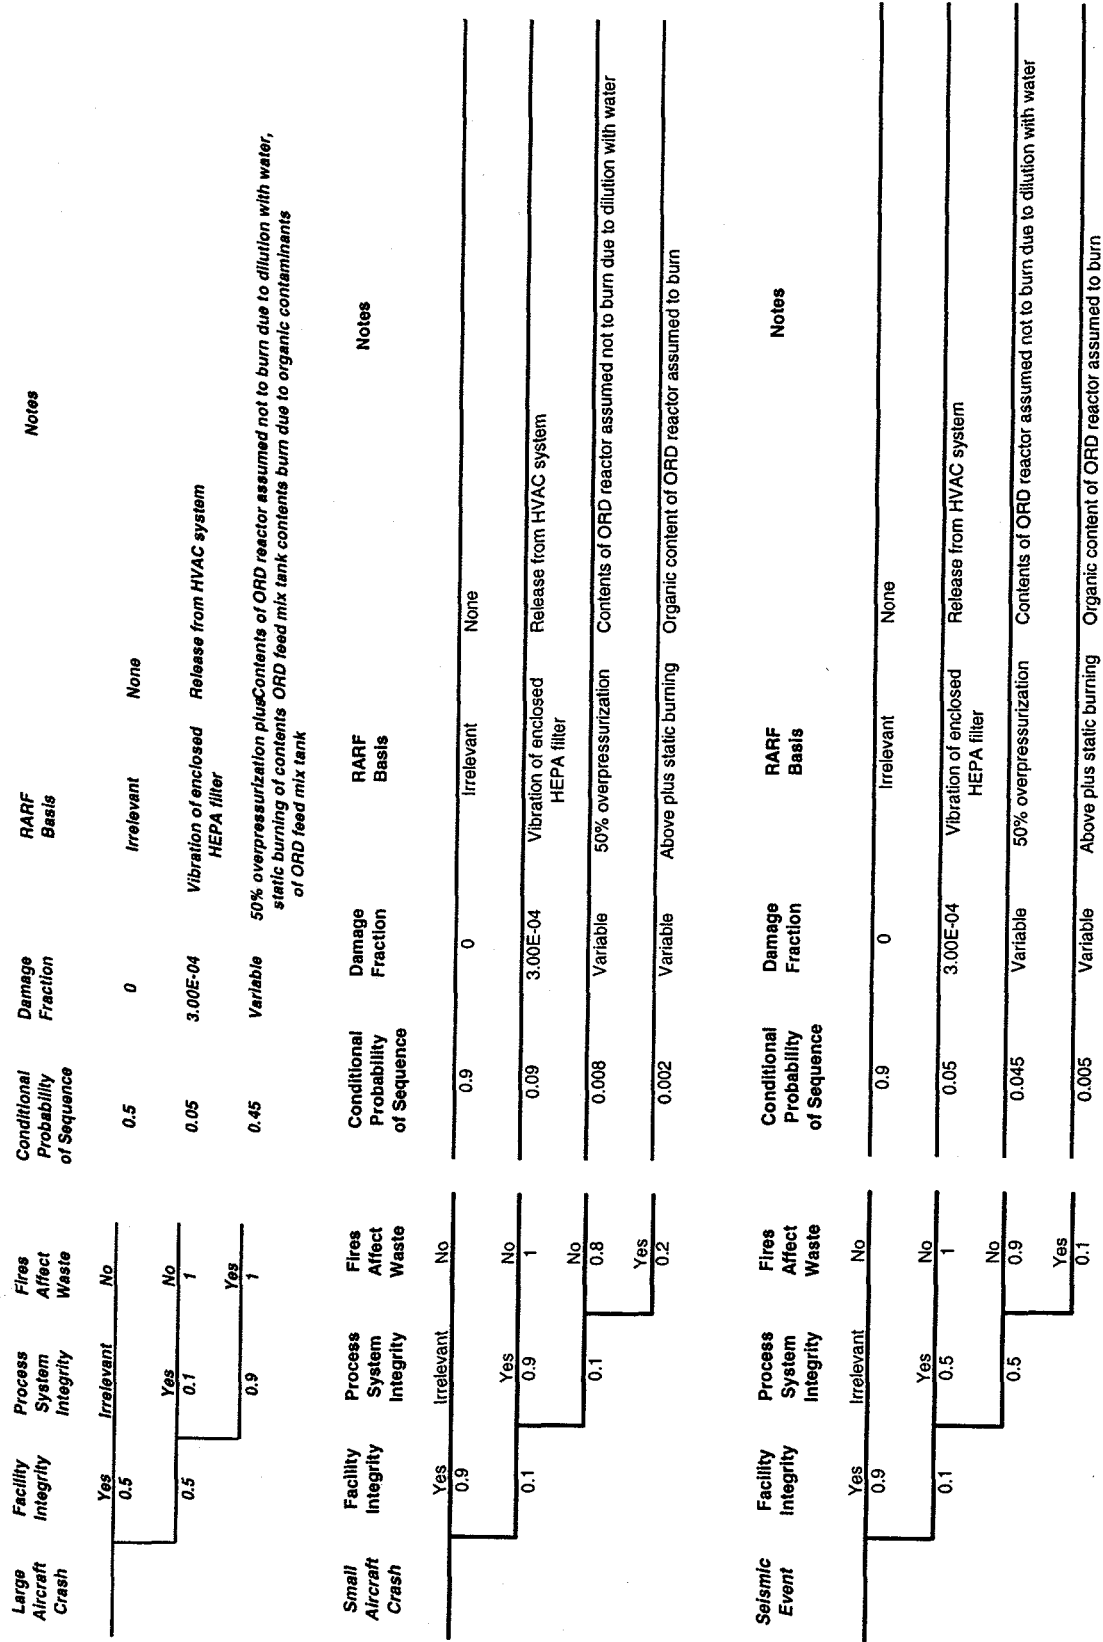 Large Aircraft Crash
Facility Integrity
Process System Integrity
Fires Affect Waste
Conditional Probability of Sequence
Damage Fraction
RARF Basis
Notes
Yes Irrelevant No
0.5
0.5 0 Irrelevant None
Yes No
0.5 0.1 1
0.05 3.00E-04 Vibration of enclosed Release from HVAC system
HEPA filter
Yes
0.9 1
0.45 Variable 50% overpressurization plus Contents of ORD reactor assumed not to burn due to dilution with water,
static burning of contents ORD feed mix tank contents burn due to organic contaminants
of ORD feed mix tank
Small Aircraft Crash
Facility Integrity
Process System Integrity
Fires Affect Waste
Conditional Probability of Sequence
Damage Fraction
RARF Basis
Notes
Yes Irrelevant No
0.9
0.9 0 Irrelevant None
Yes No
0.1 0.9 1
0.09 3.00E-04 Vibration of enclosed Release from HVAC system
HEPA filter
No
0.1 0.8
0.008 Variable 50% overpressurization Contents of ORD reactor assumed not to burn due to dilution with water
Yes
0.2
0.002 Variable Above plus static burning Organic content of ORD reactor assumed to burn
Seismic Event
Facility Integrity
Process System Integrity
Fires Affect Waste
Conditional Probability of Sequence
Damage Fraction
RARF Basis
Notes
Yes Irrelevant No
0.9
0.9 0 Irrelevant None
Yes No
0.1 0.5 1
0.05 3.00E-04 Vibration of enclosed Release from HVAC system
HEPA filter
No
0.5 0.9
0.045 Variable 50% overpressurization Contents of ORD reactor assumed not to burn due to dilution with water
Yes
0.1
0.005 Variable Above plus static burning Organic content of ORD reactor assumed to burn